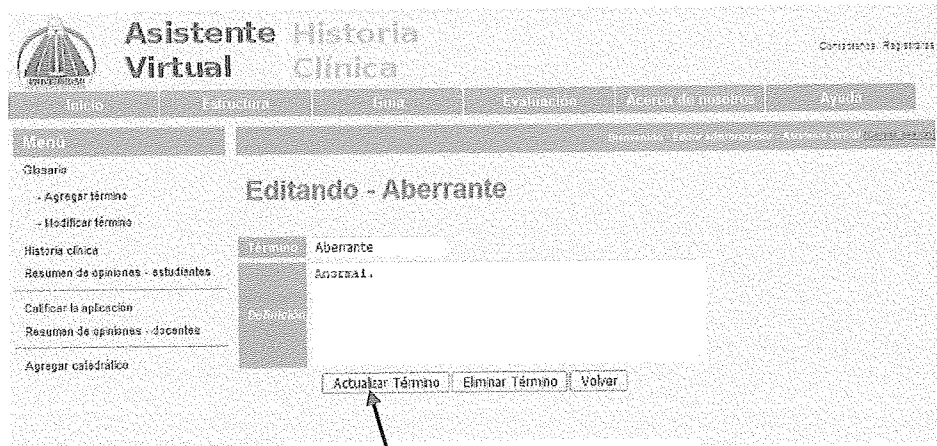 Asistente Historia
Virtual Clínica
Inicio Estructura Guía Evaluación Acerca de nosotros Ayuda
Menú
Glosario
- Agregar término
- Modificar término
Historia clínica
Resumen de opiniones - estudiantes
Calificar la aplicación
Resumen de opiniones - docentes
Agregar catedrático
Editando - Aberrante
Término Aberrante
Definición Anormal.
Actualizar Término Eliminar Término Volver